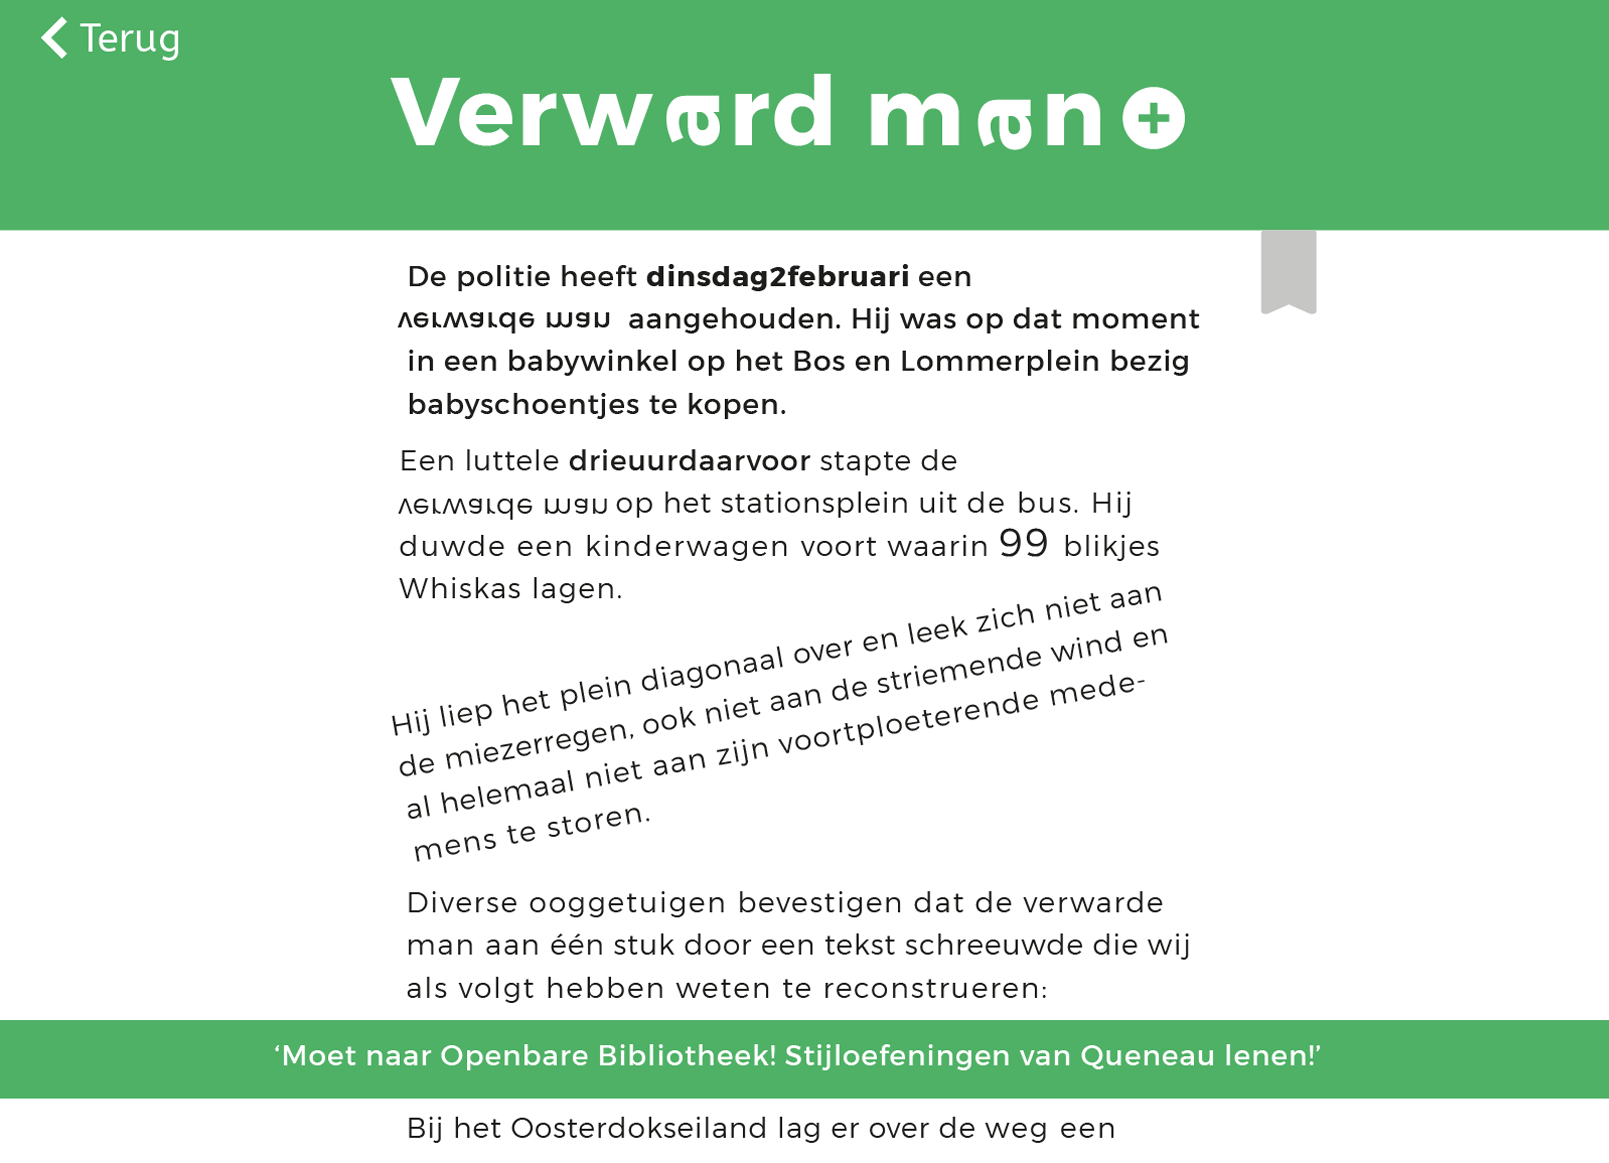 Terug
Verward man
De politie heeft dinsdag2februari een
verwarde man aangehouden. Hij was op dat moment
in een babywinkel op het Bos en Lommerplein bezig
babyschoentjes te kopen.
Een luttele drieuurdaarvoor stapte de
verwarde man op het stationsplein uit de bus. Hij
duwde een kinderwagen voort waarin 99 blikjes
Whiskas lagen.
Hij liep het plein diagonaal over en leek zich niet aan
de miezerregen, ook niet aan de striemende wind en
al helemaal niet aan zijn voortploeterende mede-
mens te storen.
Diverse ooggetuigen bevestigen dat de verwarde
man aan één stuk door een tekst schreeuwde die wij
als volgt hebben weten te reconstrueren:
‘Moet naar Openbare Bibliotheek! Stijloefeningen van Queneau lenen!’
Bij het Oosterdokseiland lag er over de weg een